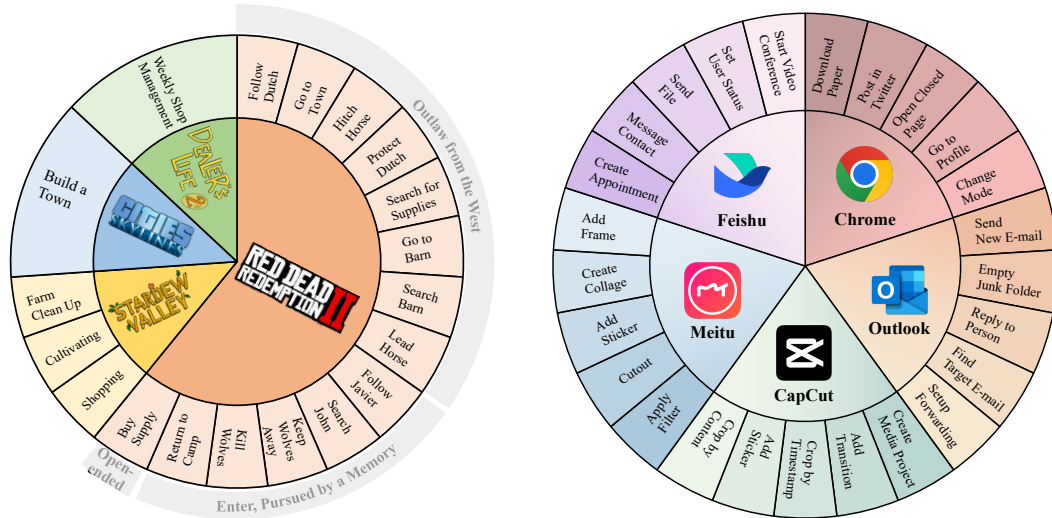 Follow
Dutch
Go to
Town
Hitch
Horse
Protect
Dutch
Search for
Supplies
Go to
Barn
Search
Barn
Lead
Horse
Follow
Javier
Search
John
Keep
Wolves
Away
Kill
Wolves
Return to
Camp
Buy
Supply
Shopping
Cultivating
Farm
Clean Up
Build a
Town
Weekly Shop
Management
Outlaw from the West
Enter, Pursued by a Memory
Open-
ended
DEALER'S
LIFE 2
CITIES
SKYLINES
STARDEW
VALLEY
RED DEAD
REDEMPTION
II
Download
Paper
Post in
Twitter
Open Closed
Page
Go to
Profile
Change
Mode
Send
New E-mail
Empty
Junk Folder
Reply to
Person
Find
Target E-mail
Setup
Forwarding
Create
Media Project
Add
Transition
Crop by
Timestamp
Add
Sticker
Crop by
Content
Apply
Filter
Cutout
Add
Sticker
Create
Collage
Add
Frame
Create
Appointment
Message
Contact
Send
File
Set
User Status
Start Video
Conference
Feishu
Chrome
Meitu
O
Outlook
CapCut